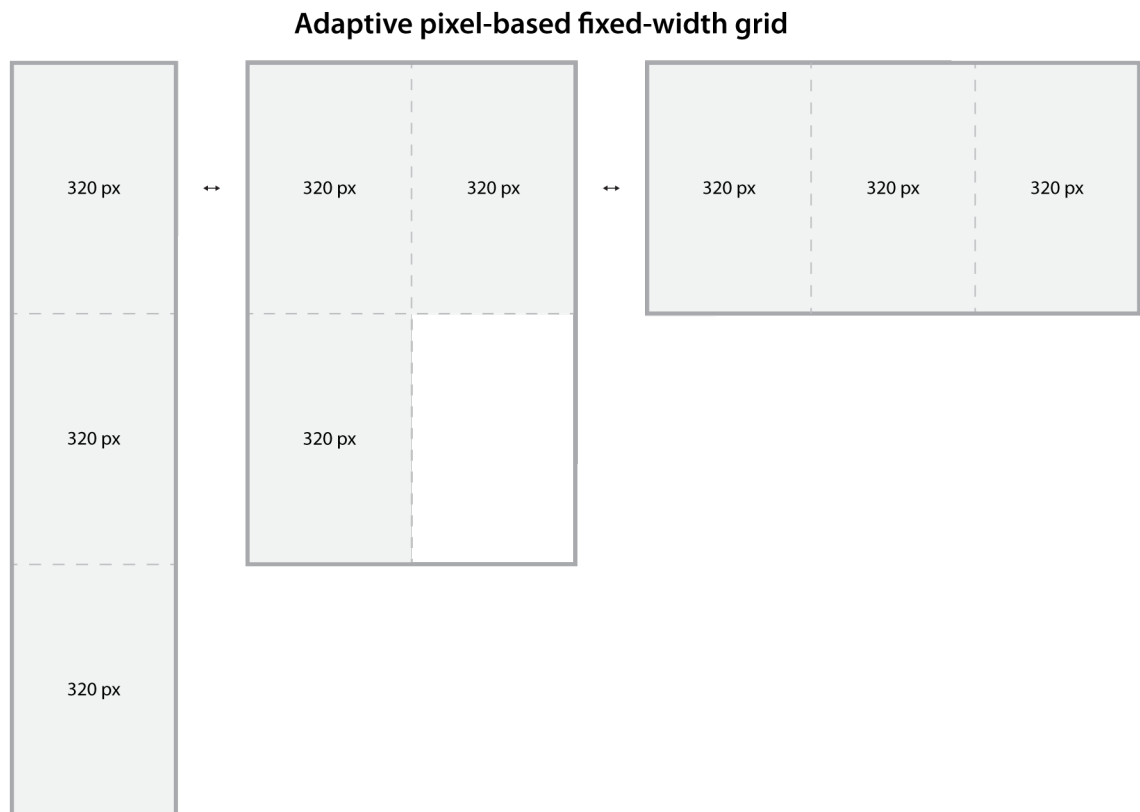 Adaptive pixel-based fixed-width grid
320 px ↔ 320 px 320 px ↔ 320 px 320 px 320 px
320 px 320 px
320 px